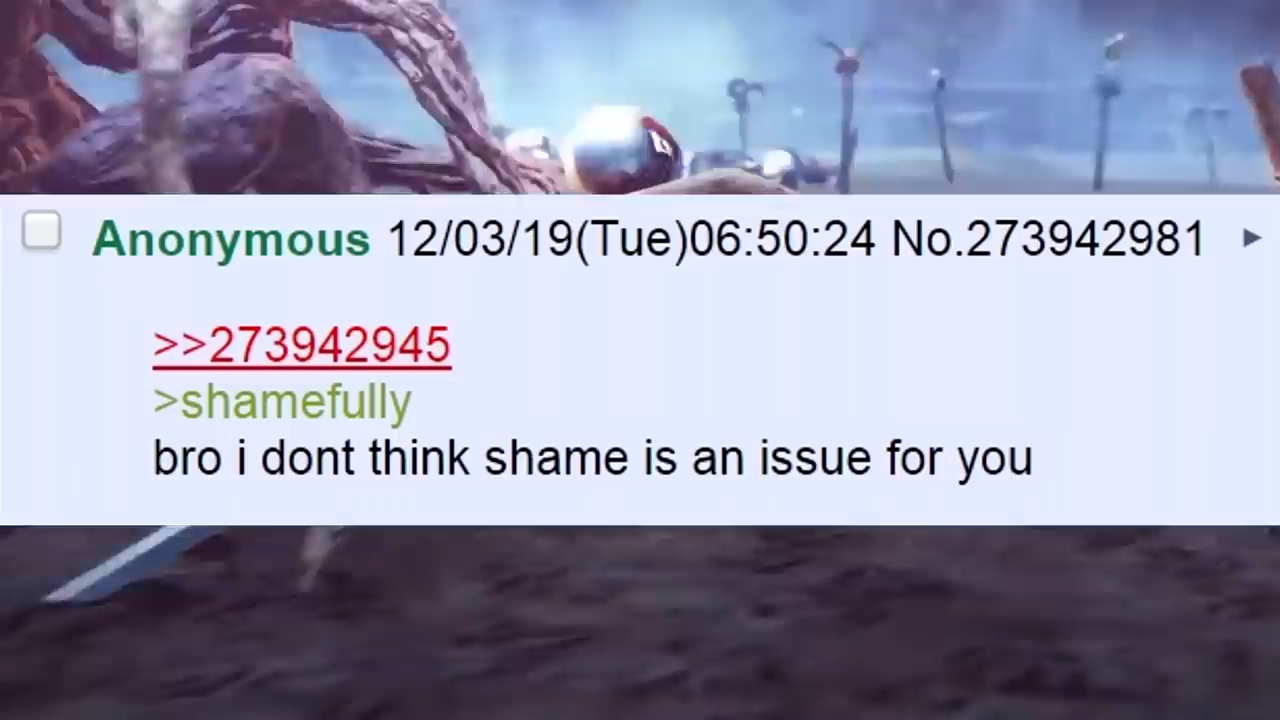 Anonymous 12/03/19(Tue)06:50:24 No.273942981
>>273942945
>shamefully
bro i dont think shame is an issue for you